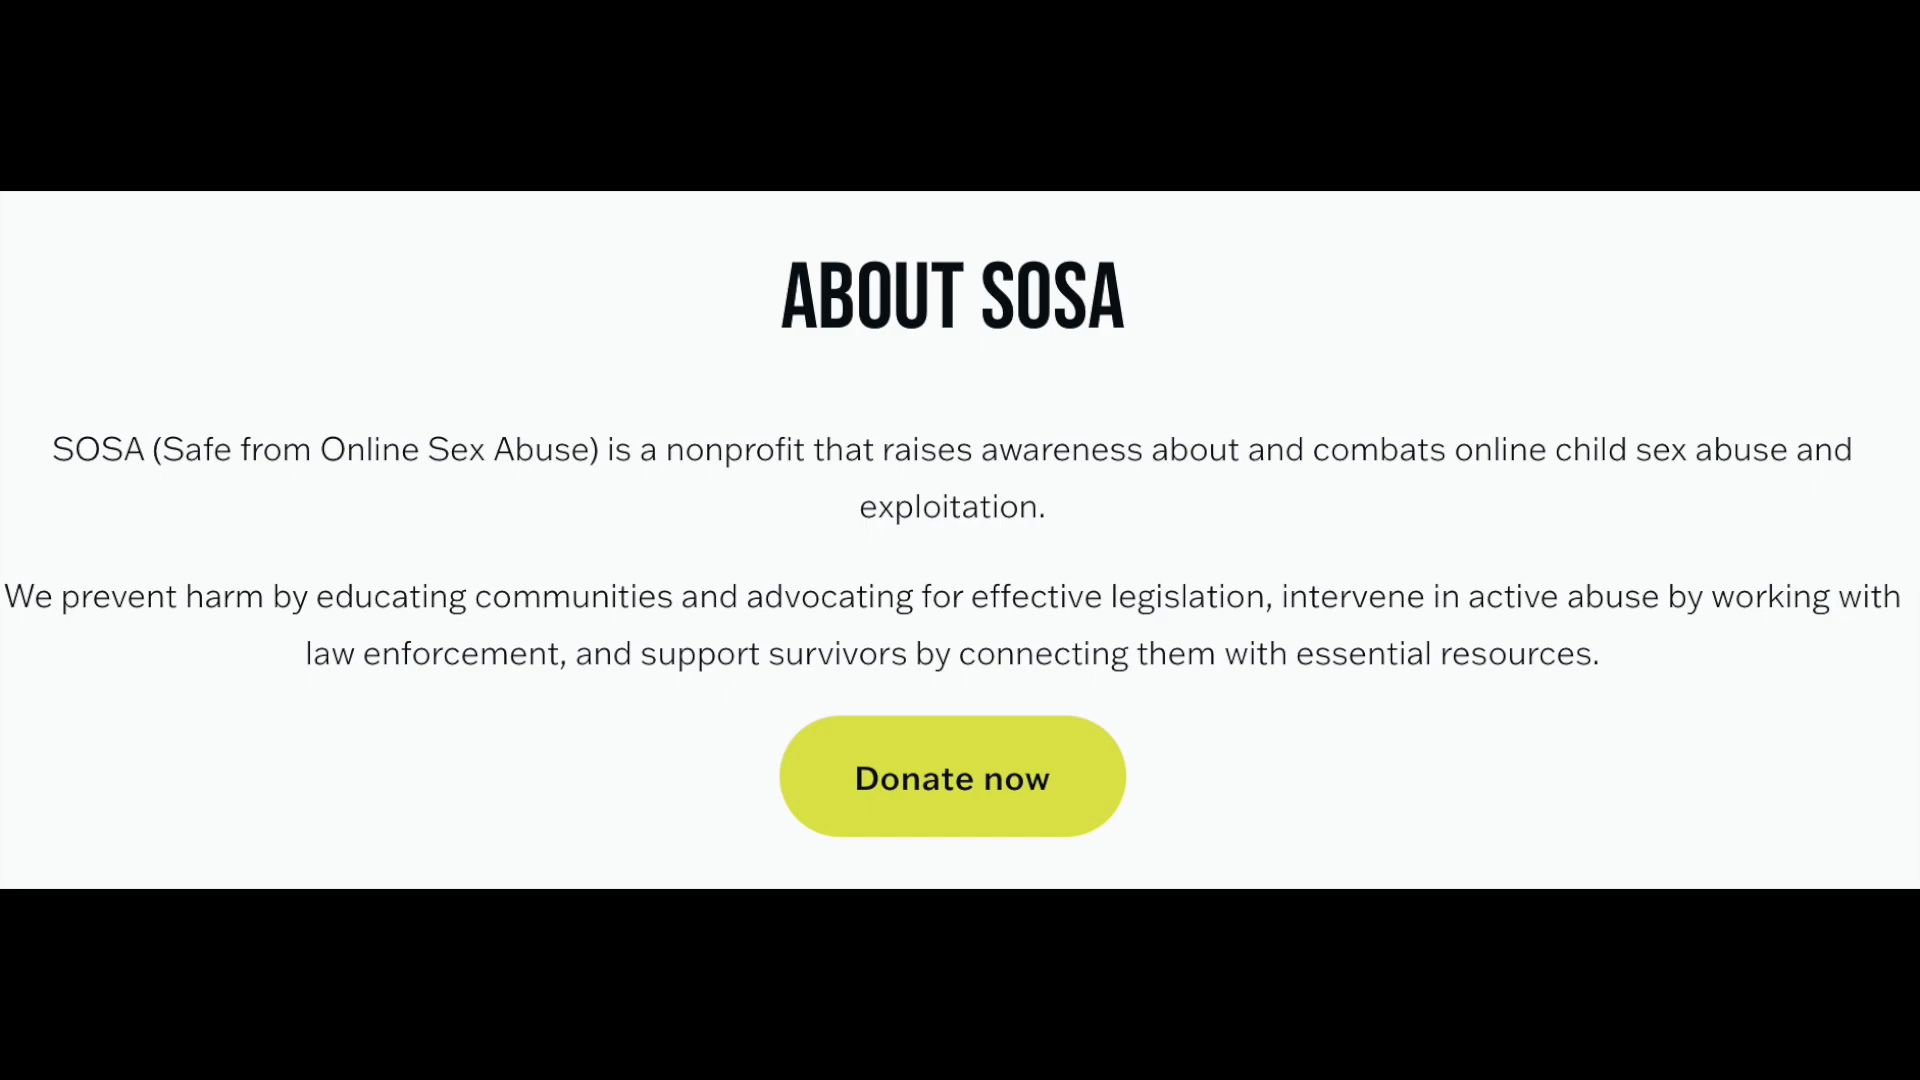 ABOUT SOSA
SOSA (Safe from Online Sex Abuse) is a nonprofit that raises awareness about and combats online child sex abuse and
exploitation.
We prevent harm by educating communities and advocating for effective legislation, intervene in active abuse by working with
law enforcement, and support survivors by connecting them with essential resources.
Donate now